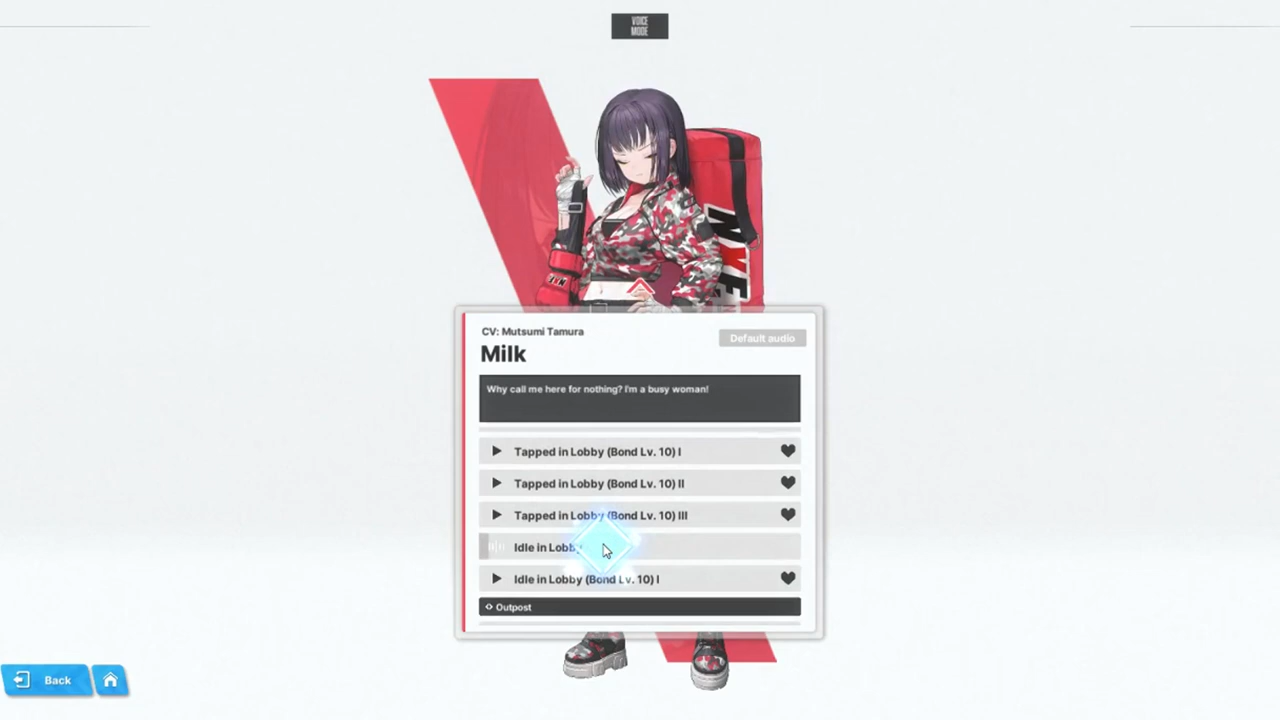 VOICE
MODE
CV: Mutsumi Tamura
Default audio
Milk
Why call me here for nothing? I'm a busy woman!
Tapped in Lobby (Bond Lv. 10) I
Tapped in Lobby (Bond Lv. 10) II
Tapped in Lobby (Bond Lv. 10) III
Idle in Lobby
Idle in Lobby (Bond Lv. 10) I
Outpost
Back